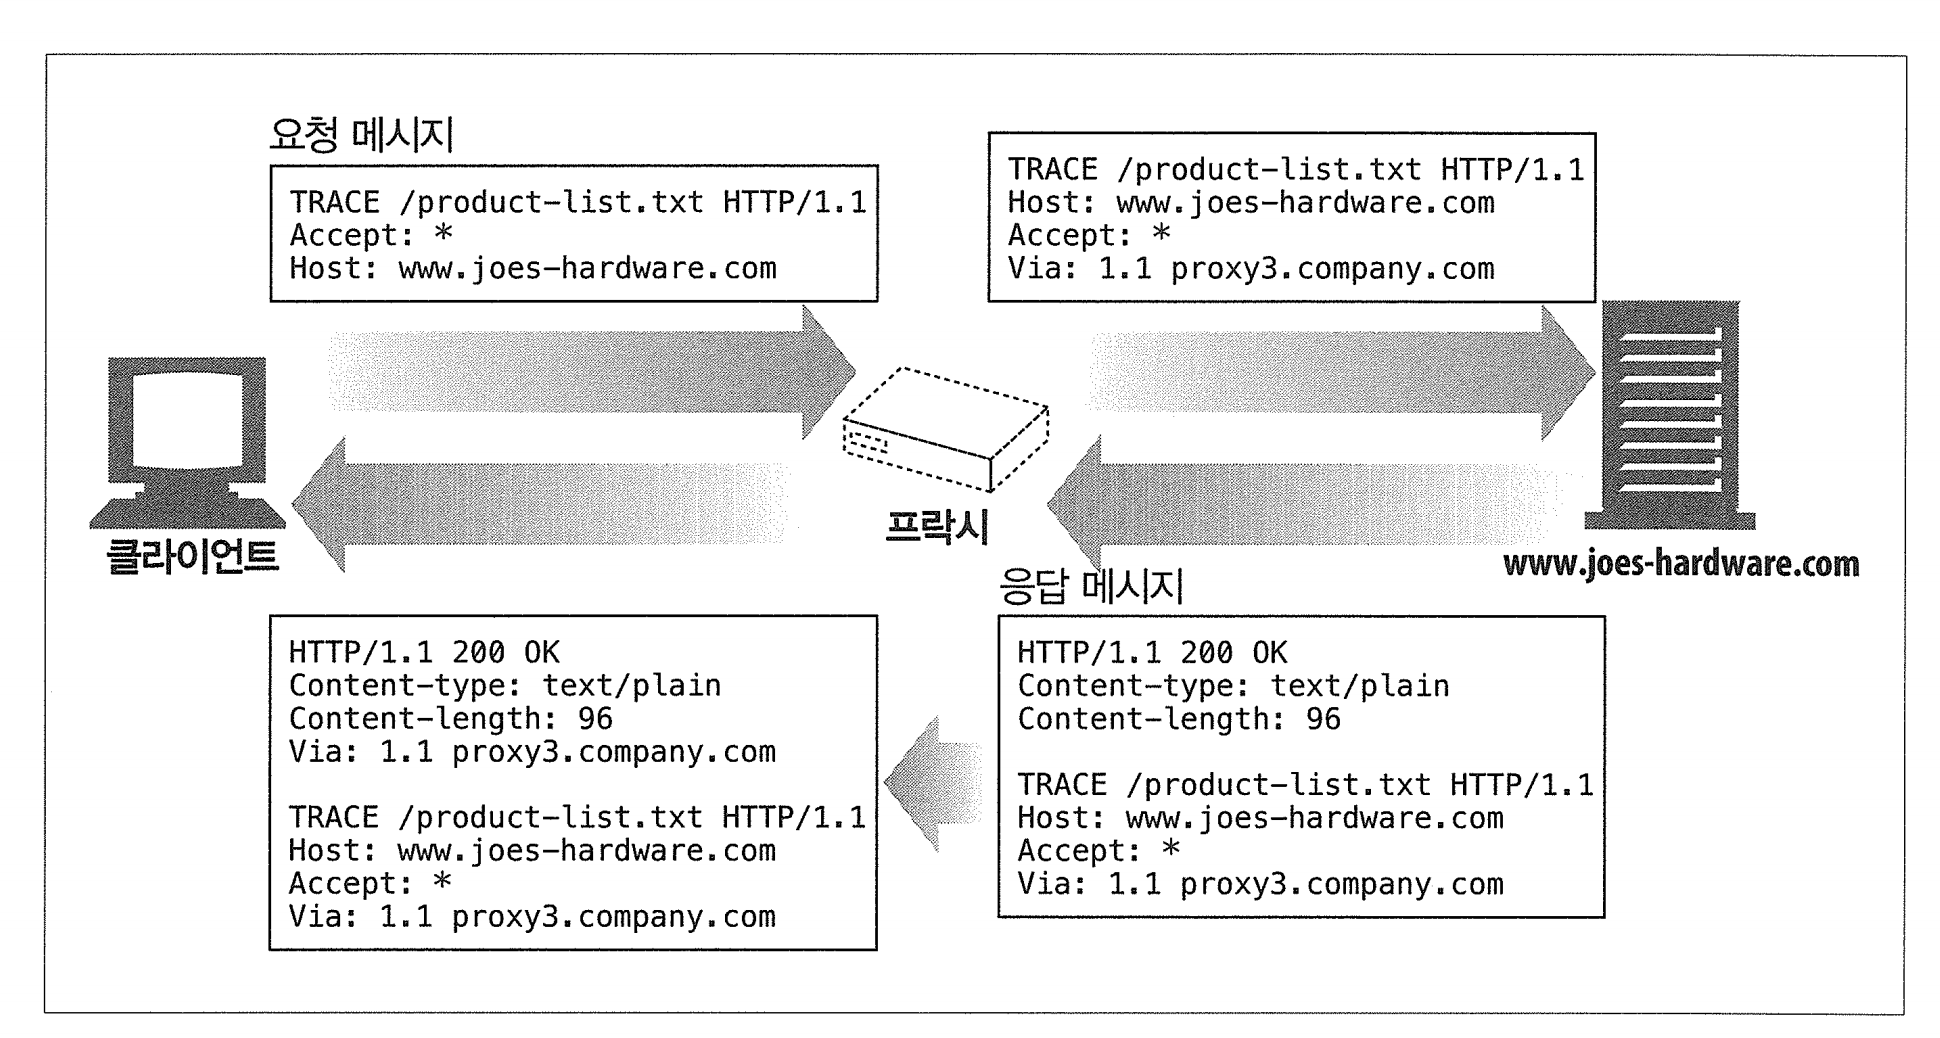 요청 메시지
TRACE /product-list.txt HTTP/1.1
Accept: *
Host: www.joes-hardware.com
TRACE /product-list.txt HTTP/1.1
Host: www.joes-hardware.com
Accept: *
Via: 1.1 proxy3.company.com
클라이언트
프락시
www.joes-hardware.com
응답 메시지
HTTP/1.1 200 OK
Content-type: text/plain
Content-length: 96
Via: 1.1 proxy3.company.com
TRACE /product-list.txt HTTP/1.1
Host: www.joes-hardware.com
Accept: *
Via: 1.1 proxy3.company.com
HTTP/1.1 200 OK
Content-type: text/plain
Content-length: 96
TRACE /product-list.txt HTTP/1.1
Host: www.joes-hardware.com
Accept: *
Via: 1.1 proxy3.company.com